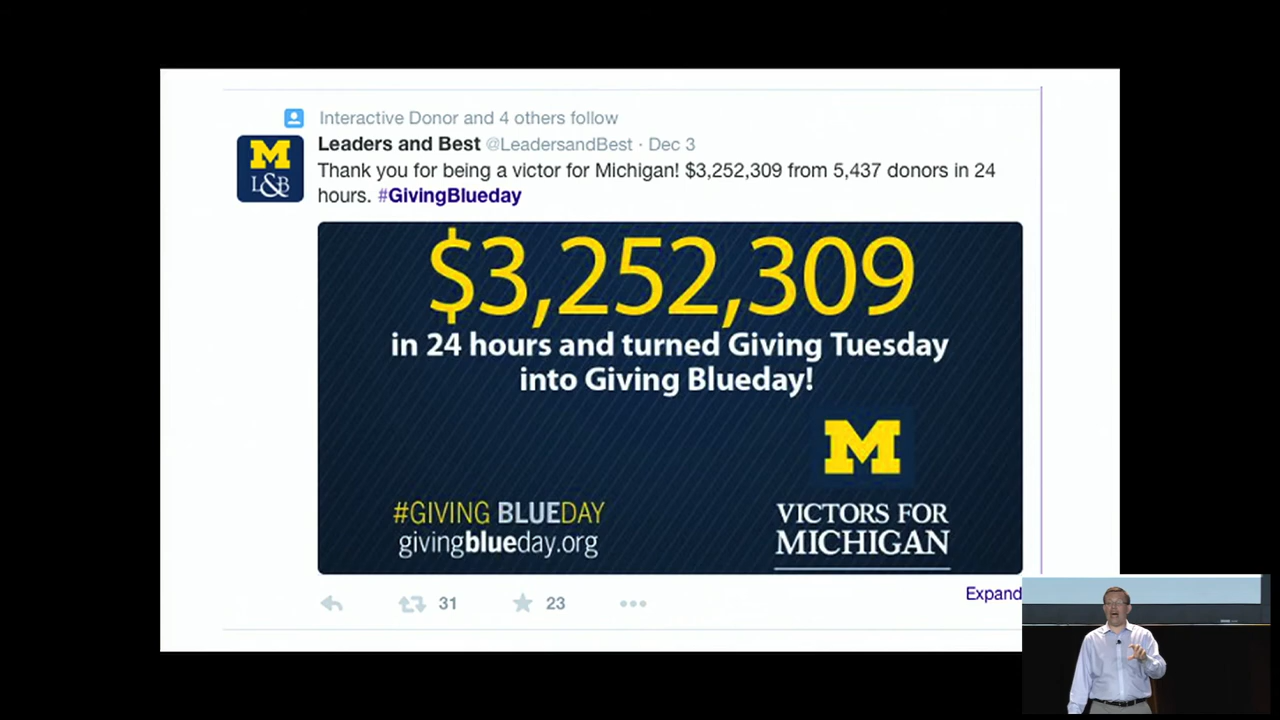 Interactive Donor and 4 others follow
Leaders and Best @LeadersandBest · Dec 3
Thank you for being a victor for Michigan! $3,252,309 from 5,437 donors in 24
hours. #GivingBlueday
M
L&B
$3,252,309
in 24 hours and turned Giving Tuesday
into Giving Blueday!
M
#GIVING BLUEDAY
givingblueday.org
VICTORS FOR
MICHIGAN
Expand
31
23